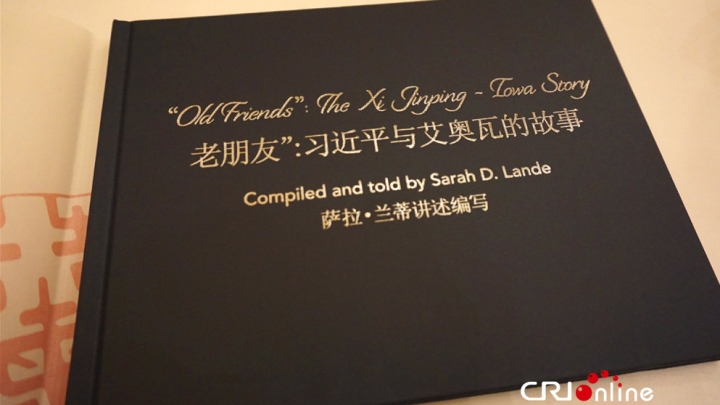 “Old Friends”: The Xi Jinping - Iowa Story
老朋友”:习近平与艾奥瓦的故事
Compiled and told by Sarah D. Lande
萨拉•兰蒂讲述编写
CRIonline